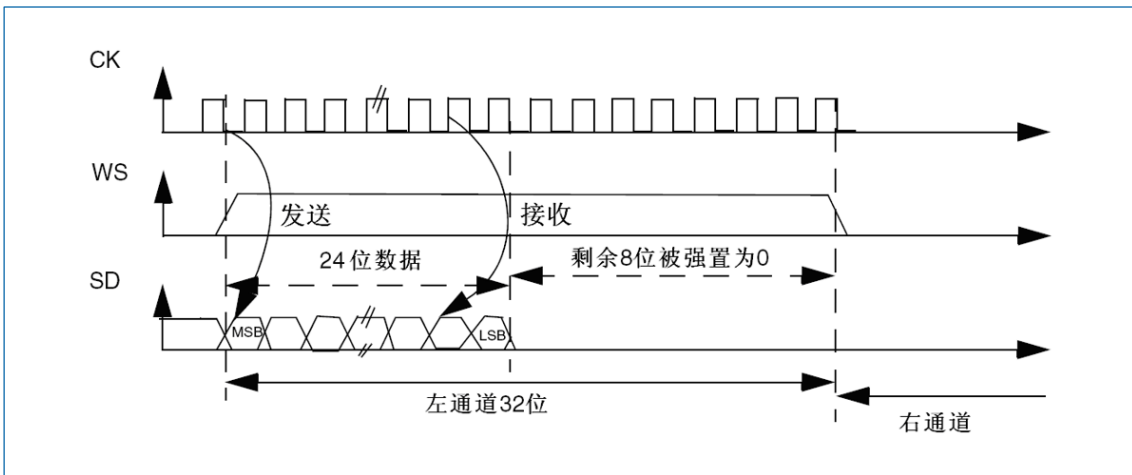 CK
WS
发送
接收
24位数据
剩余8位被强置为0
SD
MSB
LSB
左通道32位
右通道